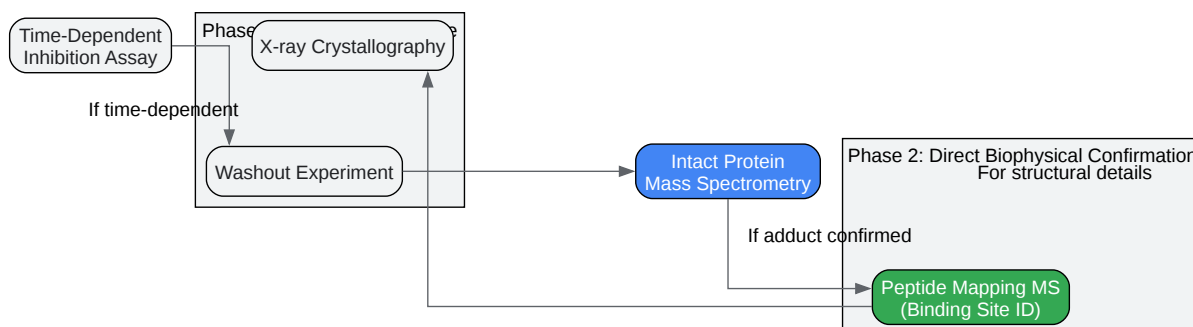 Time-Dependent
Inhibition Assay
Phase
X-ray Crystallography
If time-dependent
Washout Experiment
Intact Protein
Mass Spectrometry
Phase 2: Direct Biophysical Confirmation
For structural details
If adduct confirmed
Peptide Mapping MS
(Binding Site ID)